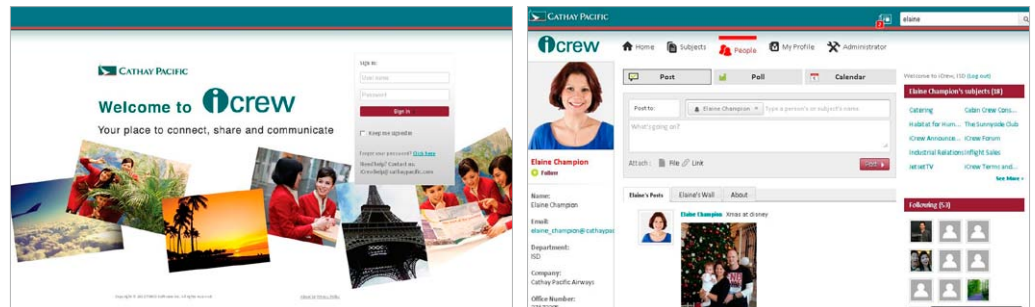 CATHAY PACIFIC
Welcome to icrew
Your place to connect, share and communicate
Sign in
User name
Password
Sign in
Keep me signed in
Forgot your password? Click here
Need help? Contact us:
CATHAY PACIFIC
2
elaine
icrew
Home
Subjects
People
My Profile
Administrator
Post
Poll
Calendar
Welcome to iCrew, ISD (Log out)
Elaine Champion's subjects (18)
Catering
Cabin Crew Cons...
Habitat for Hum...
The Sunnyside Club
iCrew Announce...
iCrew Forum
Industrial Relations
Inflight Sales
JetsetTV
iCrew Terms and...
See More »
Following (53)
Post to:
Elaine Champion
Type a person's or subject's name
What's going on?
Attach:
File
Link
Post
Elaine Champion
Follow
Name:
Elaine Champion
Email:
elaine_champion@cathaypac
Department:
ISD
Company:
Cathay Pacific Airways
Office Number:
Elaine's Posts
Elaine's Wall
About
Elaine Champion Xmas at disney